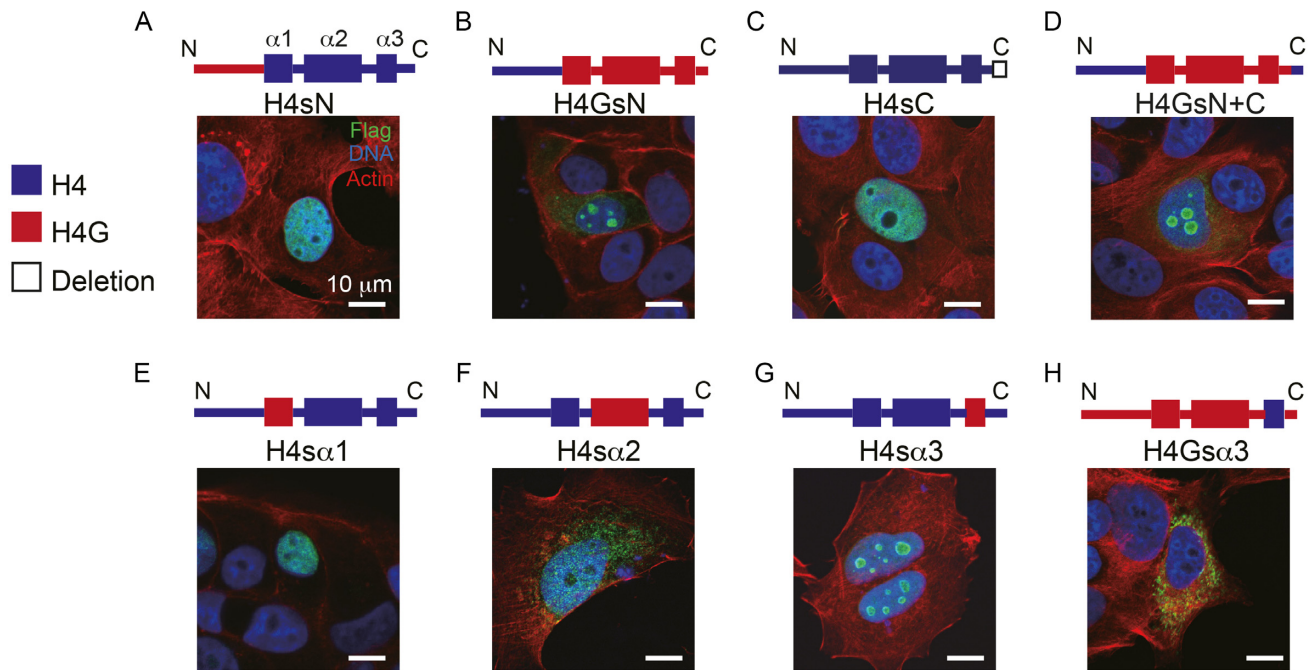 A
N α1 α2 α3 C
H4sN
Flag
DNA
Actin
10 μm
B
N C
H4GsN
C
N C
H4sC
D
N C
H4GsN+C
H4
H4G
Deletion
E
N C
H4sα1
F
N C
H4sα2
G
N C
H4sα3
H
N C
H4Gsα3